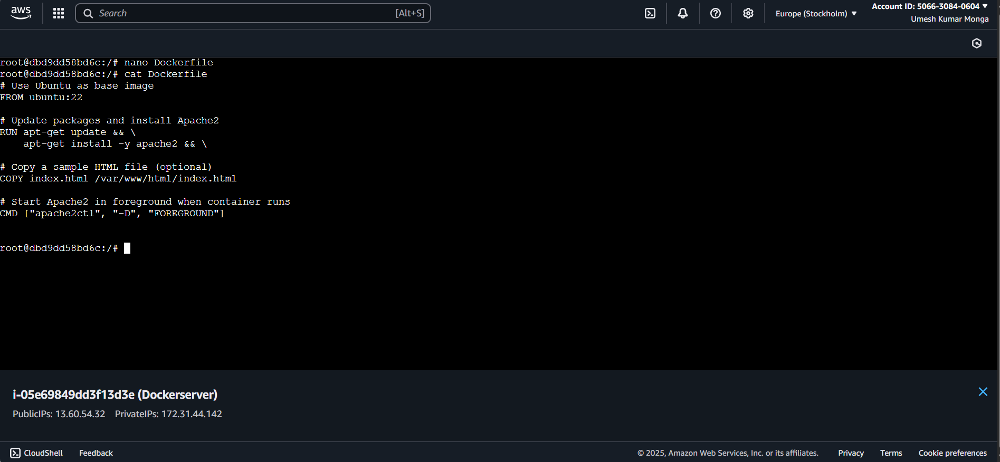 aws
Search [Alt+S]
Europe (Stockholm)
Account ID: 5066-3084-0604
Umesh Kumar Monga
root@dbd9dd58bd6c:/# nano Dockerfile
root@dbd9dd58bd6c:/# cat Dockerfile
# Use Ubuntu as base image
FROM ubuntu:22
# Update packages and install Apache2
RUN apt-get update && \
    apt-get install -y apache2 && \
# Copy a sample HTML file (optional)
COPY index.html /var/www/html/index.html
# Start Apache2 in foreground when container runs
CMD ["apache2ctl", "-D", "FOREGROUND"]
root@dbd9dd58bd6c:/#
i-05e69849dd3f13d3e (Dockerserver)
PublicIPs: 13.60.54.32 PrivateIPs: 172.31.44.142
CloudShell Feedback © 2025, Amazon Web Services, Inc. or its affiliates. Privacy Terms Cookie preferences